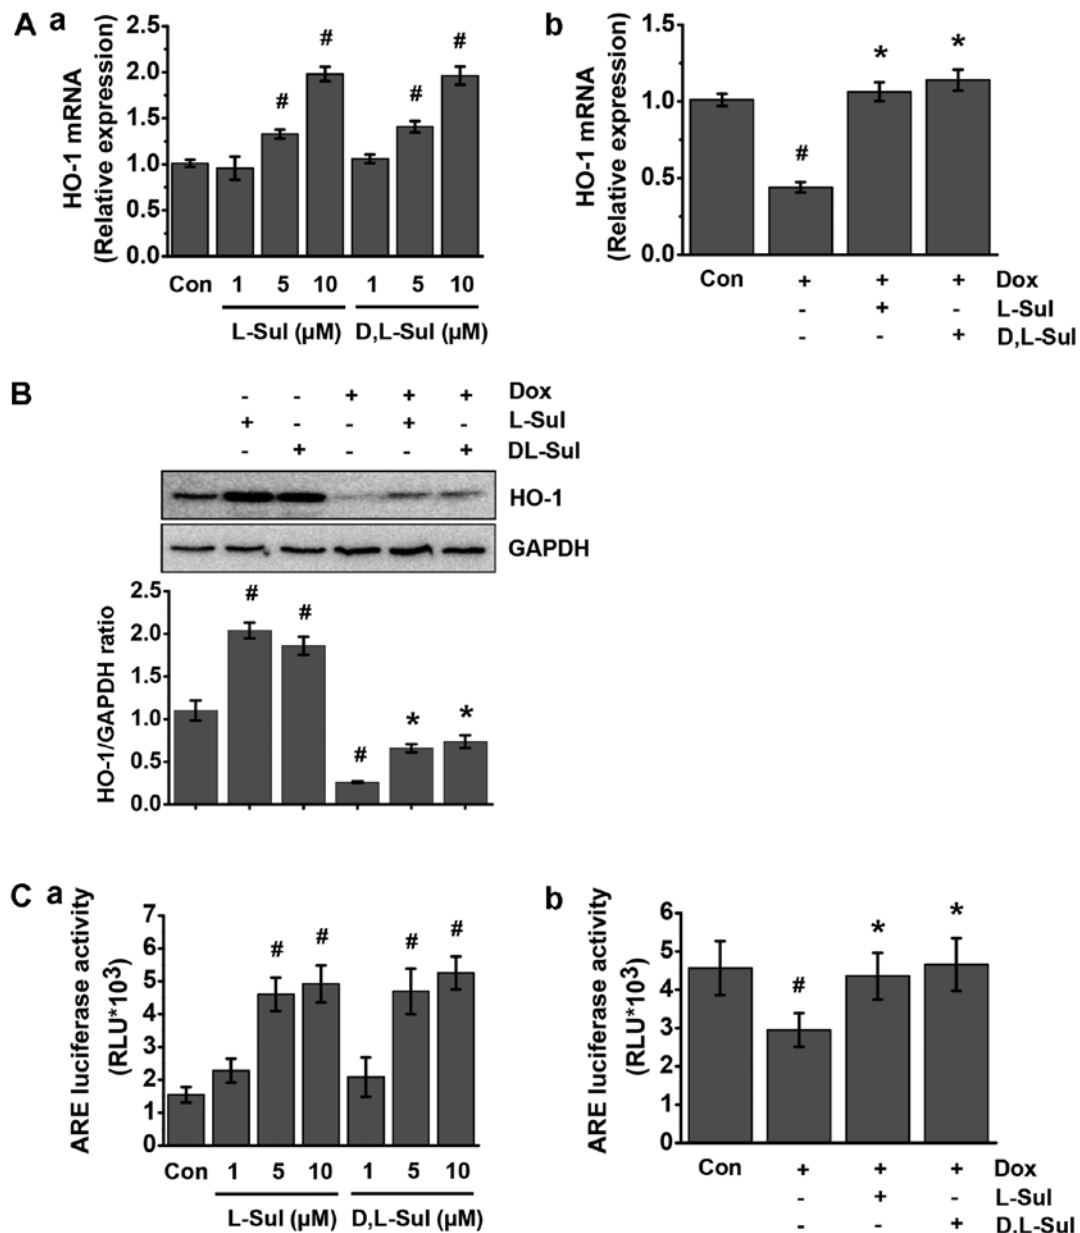 A a
HO-1 mRNA
(Relative expression)
2.5
2.0
1.5
1.0
0.5
0.0
# # # #
Con 1 5 10 1 5 10
L-Sul (µM) D,L-Sul (µM)
b
HO-1 mRNA
(Relative expression)
1.5
1.0
0.5
0.0
# * *
Con + + + Dox
- + - L-Sul
- - + D,L-Sul
B
- - + + + Dox
+ - - + - L-Sul
- + - - + DL-Sul
HO-1
GAPDH
HO-1/GAPDH ratio
2.5
2.0
1.5
1.0
0.5
0.0
# # # * *
C a
ARE luciferase activity
(RLU*10³)
7
6
5
4
3
2
1
0
# # # #
Con 1 5 10 1 5 10
L-Sul (µM) D,L-Sul (µM)
b
ARE luciferase activity
(RLU*10³)
6
5
4
3
2
1
0
# * *
Con + + + Dox
- + - L-Sul
- - + D,L-Sul